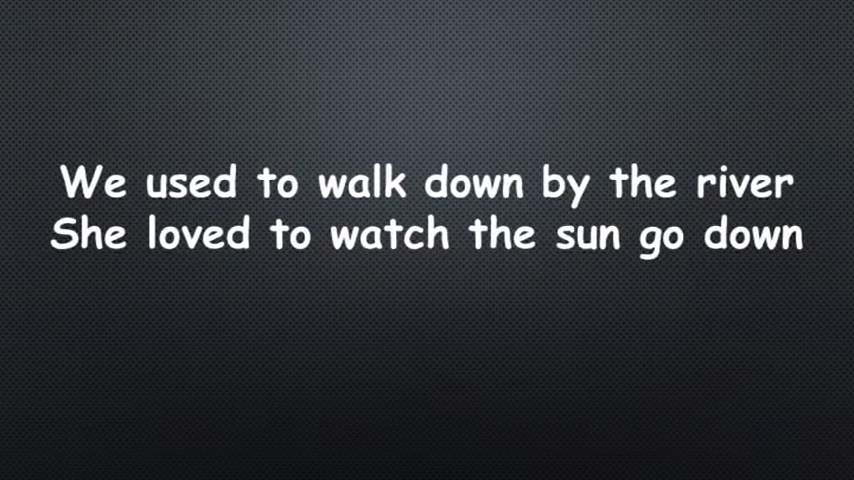 We used to walk down by the river
She loved to watch the sun go down